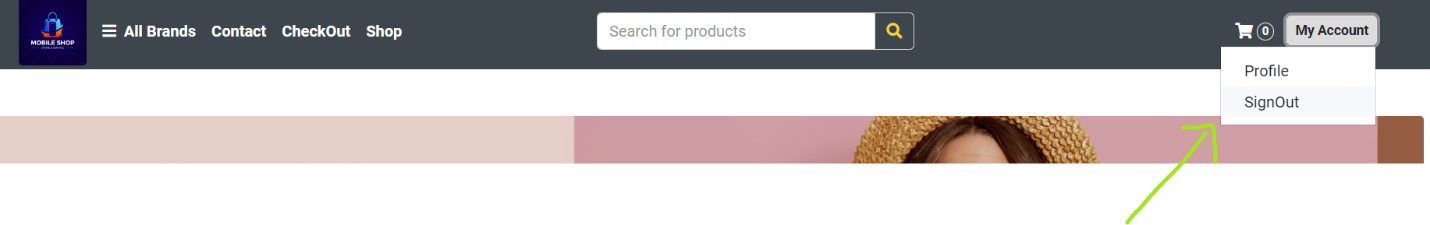 MOBILE SHOP
All Brands Contact CheckOut Shop
Search for products
0 My Account
Profile
SignOut